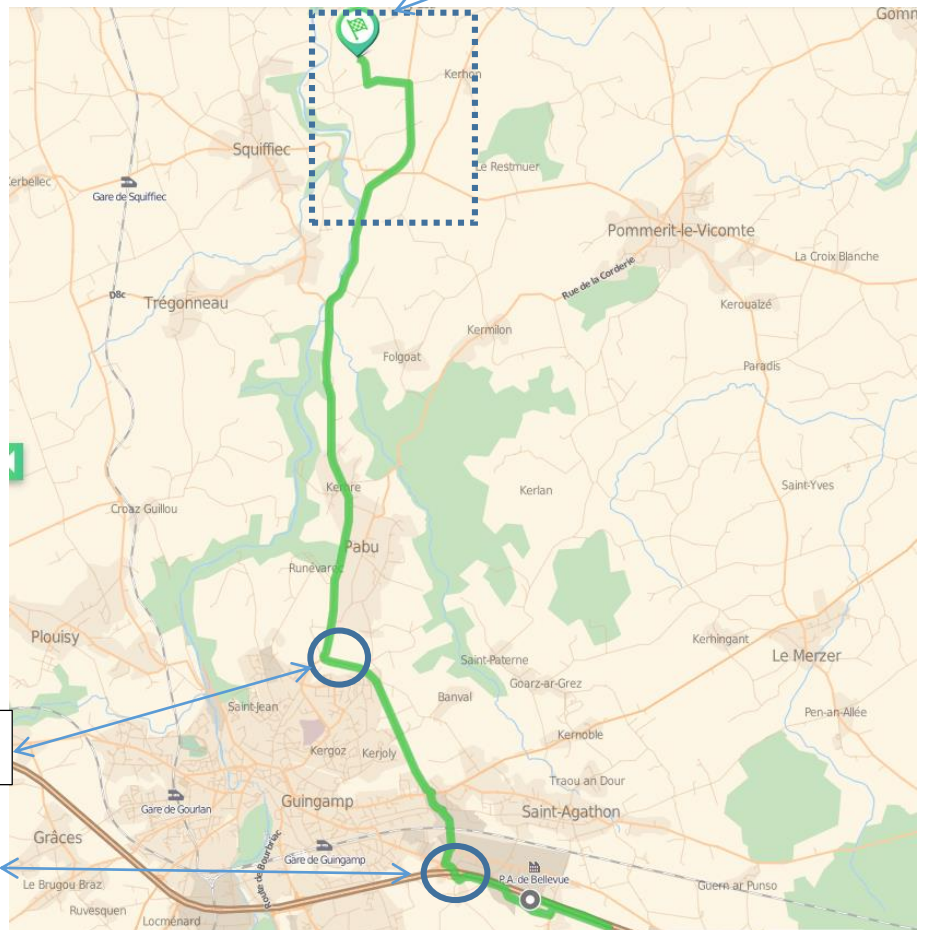 Gomm
Kerhon
Squiffiec
Le Restmuer
Kerbellec
Gare de Squiffiec
Pommerit-le-Vicomte
La Croix Blanche
Rue de la Corderie
D8c
Trégonneau
Keroualzé
Kermilon
Folgoat
Paradis
Saint-Yves
Kerlan
Croaz Guillou
Pabu
Runévarec
Plouisy
Kerhingant
Le Merzer
Saint-Paterne
Goarz-ar-Grez
Banval
Saint-Jean
Pen-an-Allée
Kernoble
Kergoz
Kerjoly
Traou an Dour
Guingamp
Saint-Agathon
Gare de Gourlan
Grâces
Gare de Guingamp
Route de Bourbriac
P.A. de Bellevue
Le Brugou Braz
Guern ar Punso
Ruvesquen
Locmenard